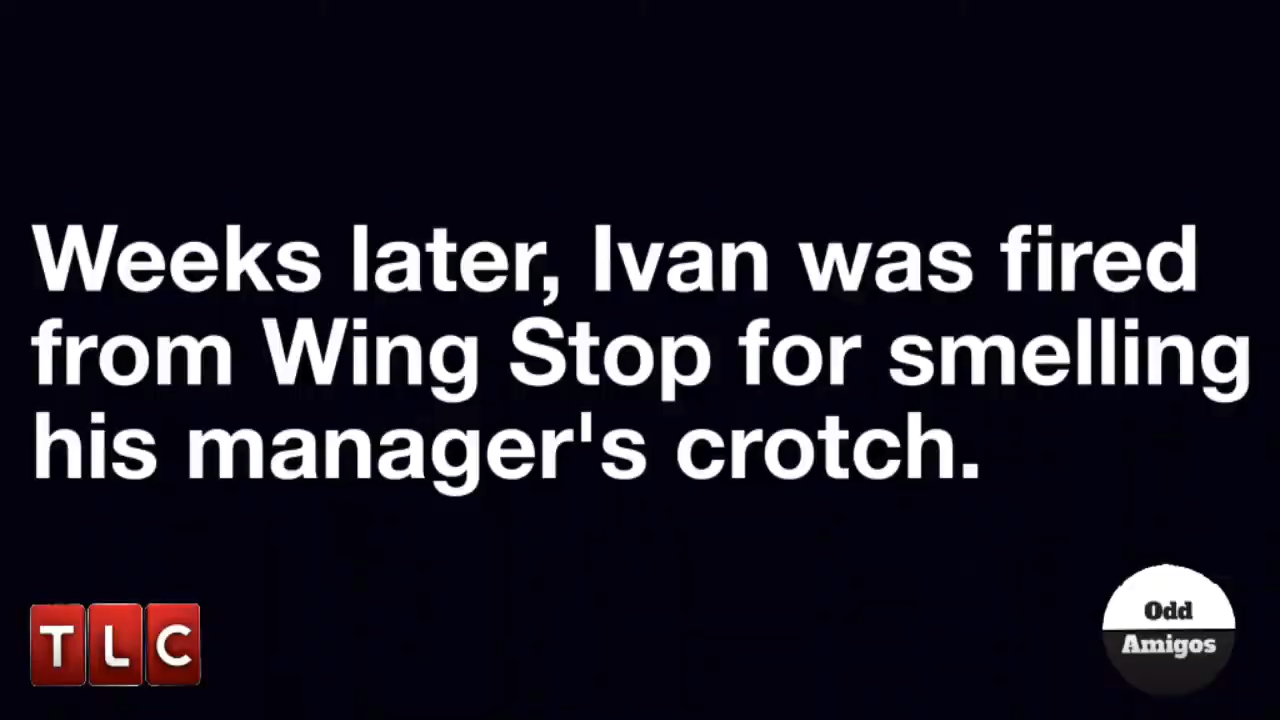 Weeks later, Ivan was fired
from Wing Stop for smelling
his manager's crotch.
TLC
Odd
Amigos